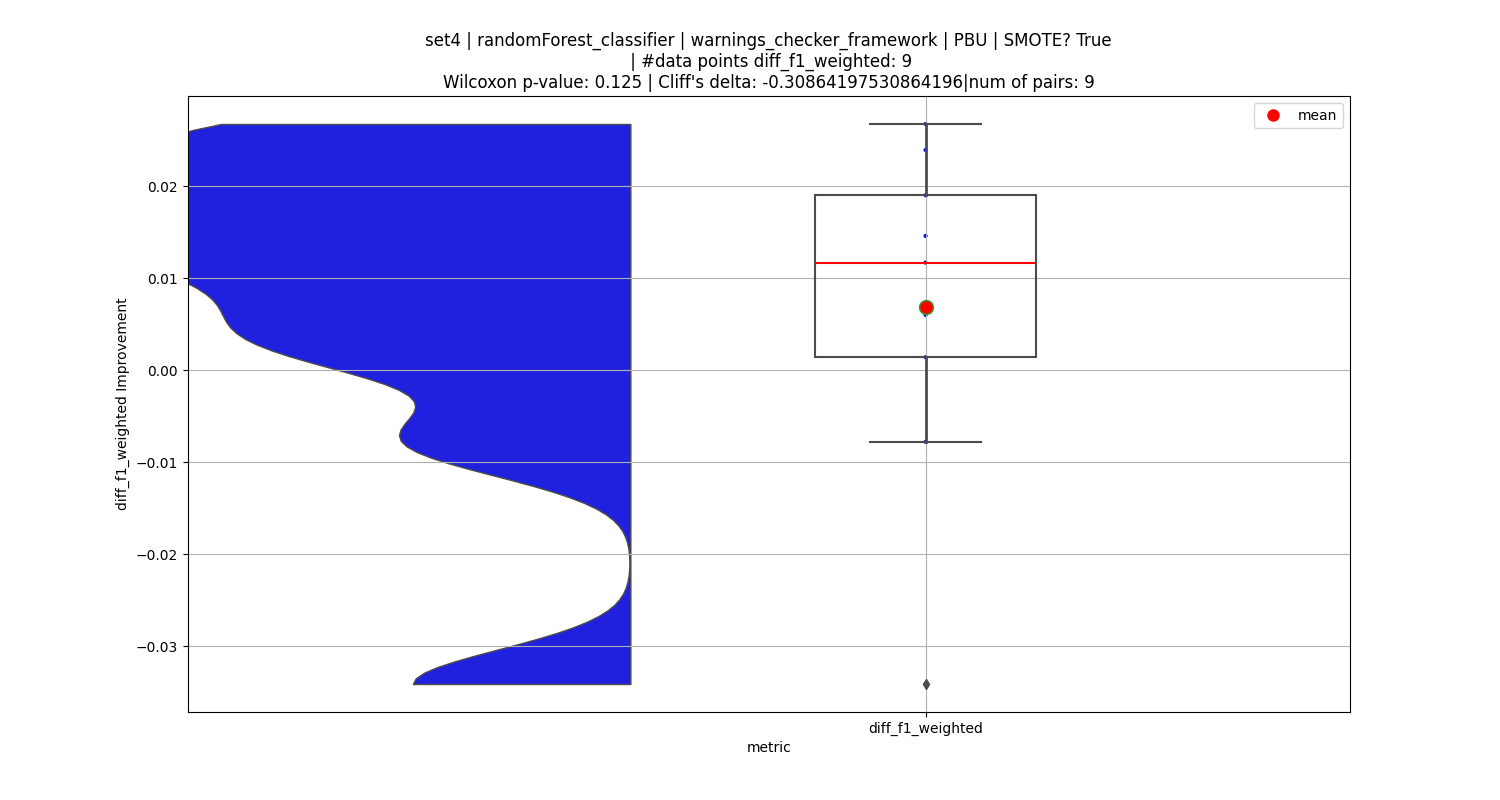 set4 | randomForest_classifier | warnings_checker_framework | PBU | SMOTE? True
| #data points diff_f1_weighted: 9
Wilcoxon p-value: 0.125 | Cliff's delta: -0.30864197530864196|num of pairs: 9
mean
0.02
0.01
0.00
−0.01
−0.02
−0.03
diff_f1_weighted Improvement
diff_f1_weighted
metric